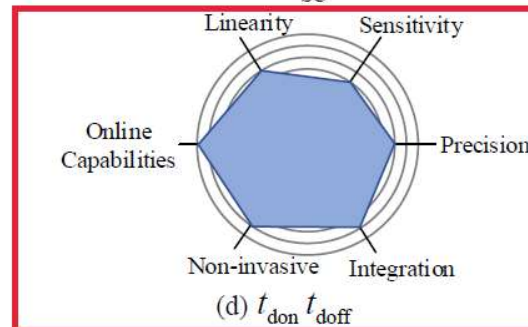 Linearity Sensitivity
Online
Capabilities
Precision
Non-invasive Integration
(d) t_don t_doff